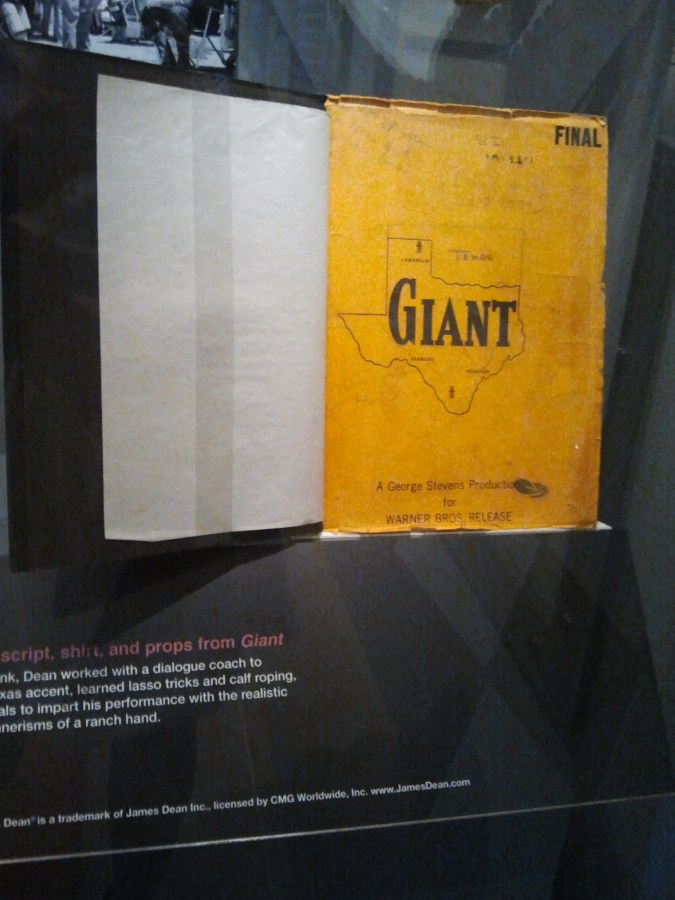 FINAL
TEXAS
GIANT
A George Stevens Production
for
WARNER BROS. RELEASE
script, shirt, and props from Giant
nk, Dean worked with a dialogue coach to
xas accent, learned lasso tricks and calf roping,
als to impart his performance with the realistic
nnerisms of a ranch hand.
Dean® is a trademark of James Dean Inc., licensed by CMG Worldwide, Inc. www.JamesDean.com